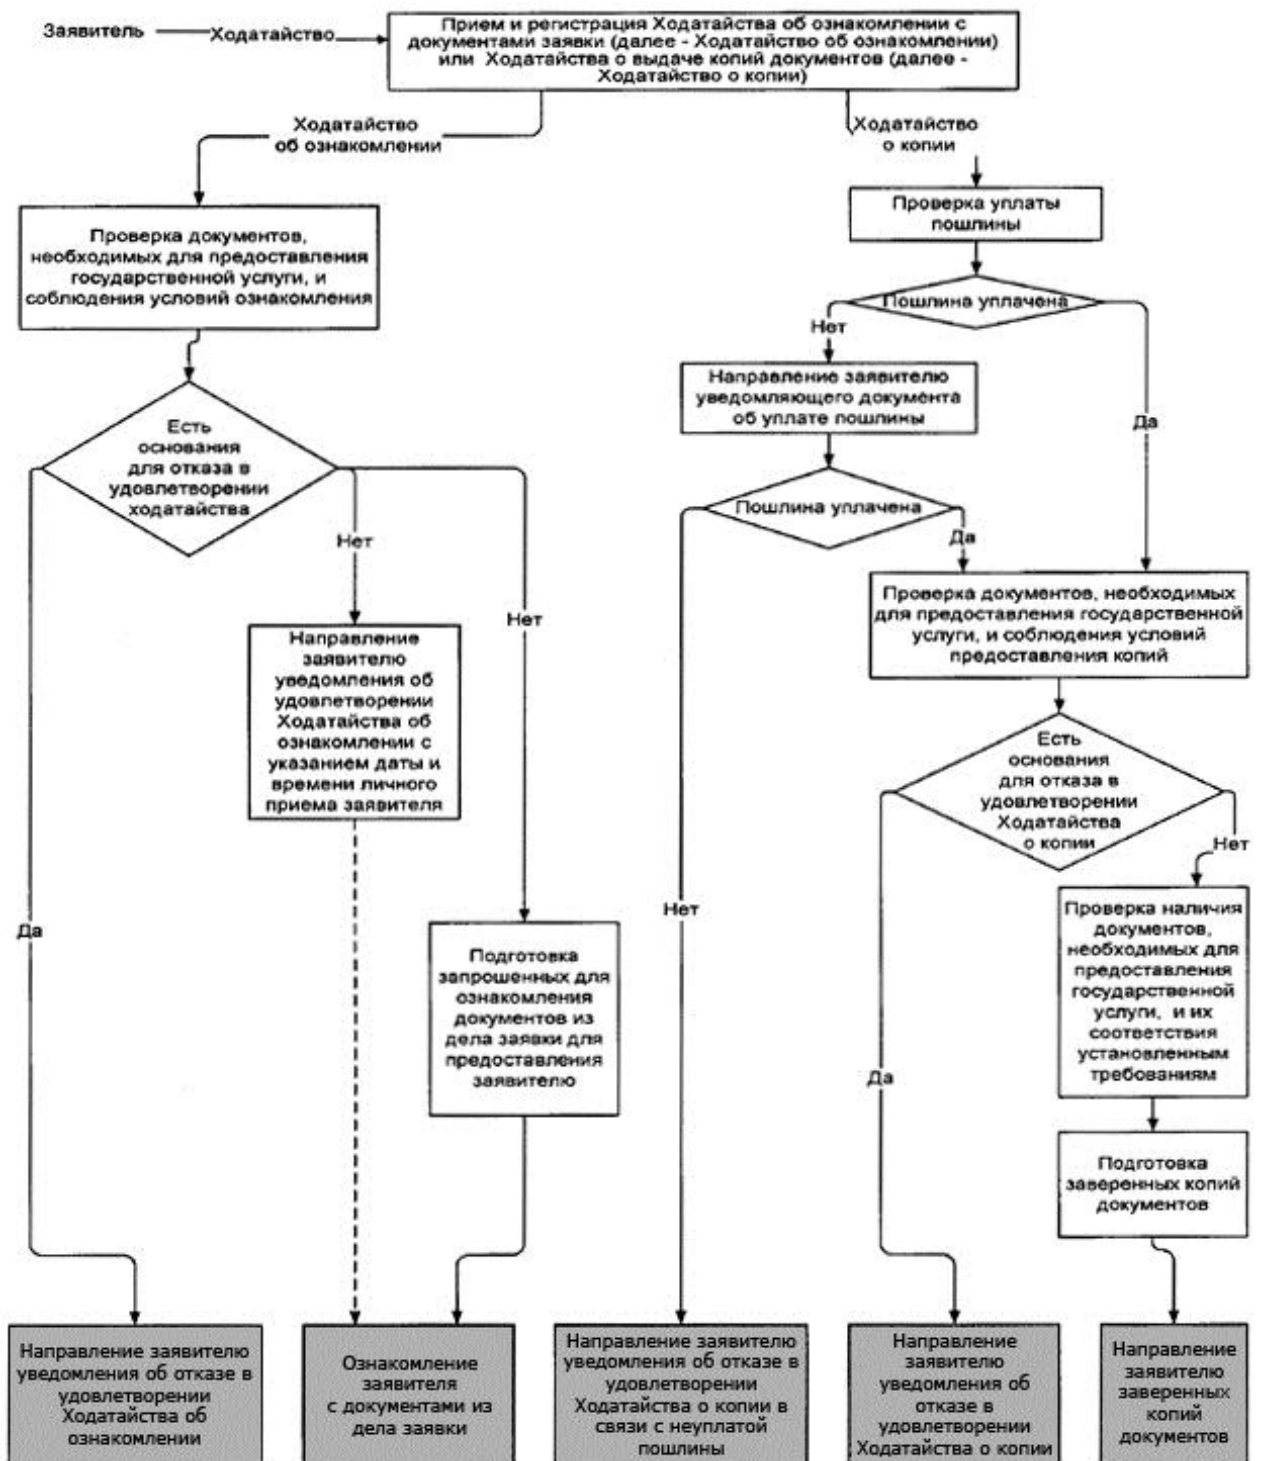 Заявитель
Ходатайство
Прием и регистрация Ходатайства об ознакомлении с
документами заявки (далее - Ходатайство об ознакомлении)
или Ходатайства о выдаче копий документов (далее -
Ходатайство о копии)
Ходатайство
об ознакомлении
Ходатайство
о копии
Проверка документов,
необходимых для предоставления
государственной услуги, и
соблюдения условий ознакомления
Проверка уплаты
пошлины
Пошлина уплачена
Нет
Да
Направление заявителю
уведомляющего документа
об уплате пошлины
Есть
основания
для отказа в
удовлетворении
ходатайства
Пошлина уплачена
Да
Нет
Нет
Проверка документов, необходимых
для предоставления государственной
услуги, и соблюдения условий
предоставления копий
Направление
заявителю
уведомления об
удовлетворении
Ходатайства об
ознакомлении с
указанием даты и
времени личного
приема заявителя
Есть
основания
для отказа в
удовлетворении
Ходатайства
о копии
Нет
Да
Нет
Подготовка
запрошенных для
ознакомления
документов из
дела заявки для
предоставления
заявителю
Проверка наличия
документов,
необходимых для
предоставления
государственной
услуги, и их
соответствия
установленным
требованиям
Да
Подготовка
заверенных копий
документов
Направление заявителю
уведомления об отказе в
удовлетворении
Ходатайства об
ознакомлении
Ознакомление
заявителя
с документами из
дела заявки
Направление заявителю
уведомления об отказе в
удовлетворении
Ходатайства о копии в
связи с неуплатой
пошлины
Направление
заявителю
уведомления об
отказе в
удовлетворении
Ходатайства о копии
Направление
заявителю
заверенных
копий
документов